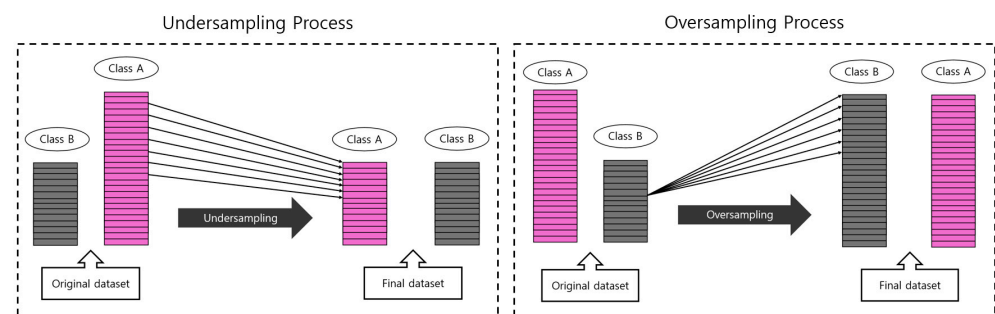 Undersampling Process
Class A
Class B
Class A
Class B
Undersampling
Original dataset
Final dataset
Oversampling Process
Class A
Class B
Class B
Class A
Oversampling
Original dataset
Final dataset